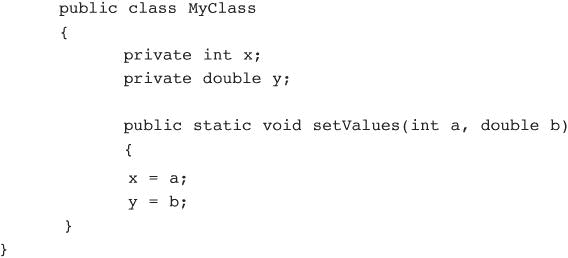 public class MyClass
{
private int x;
private double y;
public static void setValues(int a, double b)
{
x = a;
y = b;
}
}